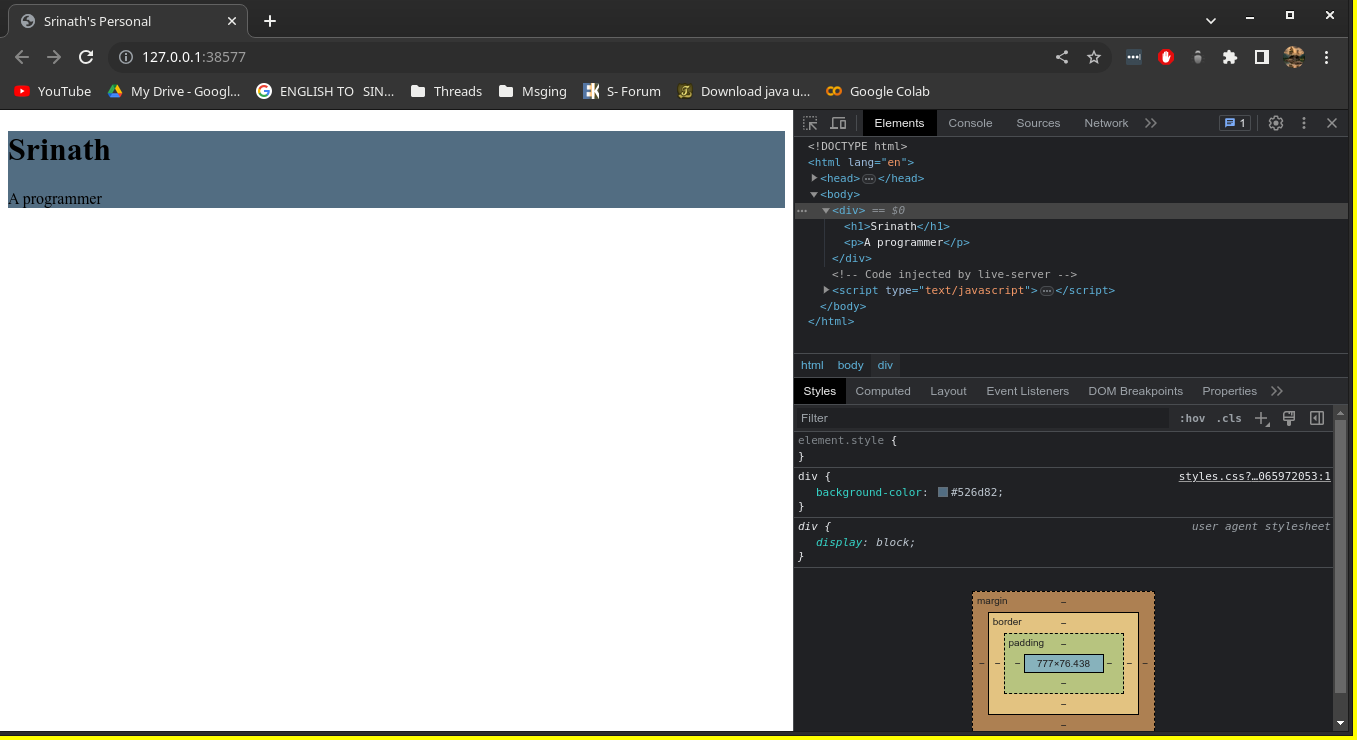 Srinath's Personal
127.0.0.1:38577
YouTube My Drive - Googl... ENGLISH TO SIN... Threads Msging S- Forum Download java u... Google Colab
Srinath
A programmer
Elements Console Sources Network 1
<!DOCTYPE html>
<html lang="en">
<head>…</head>
<body>
<div> == $0
<h1>Srinath</h1>
<p>A programmer</p>
</div>
<!-- Code injected by live-server -->
<script type="text/javascript">…</script>
</body>
</html>
html body div
Styles Computed Layout Event Listeners DOM Breakpoints Properties
Filter :hov .cls
element.style {
}
div { styles.css?…065972053:1
background-color: #526d82;
}
div { user agent stylesheet
display: block;
}
margin –
border –
padding –
– – – 777×76.438 – – –
–
–
–